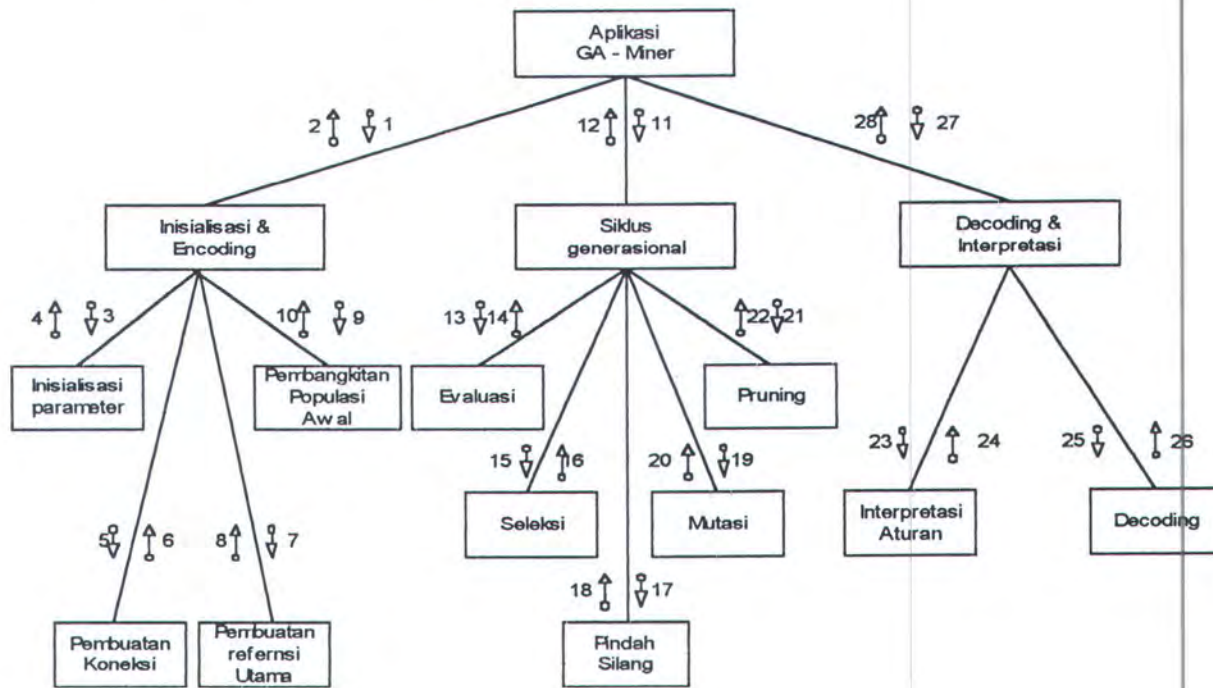 Aplikasi
GA - Miner
2 1
12 11
28 27
Inisialisasi &
Encoding
Siklus
generasional
Decoding &
Interpretasi
4 3
10 9
13 14
22 21
Inisialisasi
parameter
Pembangkitan
Populasi
Awal
Evaluasi
Pruning
15 16
20 19
23 24
25 26
Seleksi
Mutasi
Interpretasi
Aturan
Decoding
5 6
8 7
18 17
Pembuatan
Koneksi
Pembuatan
refernsi
Utama
Pindah
Silang